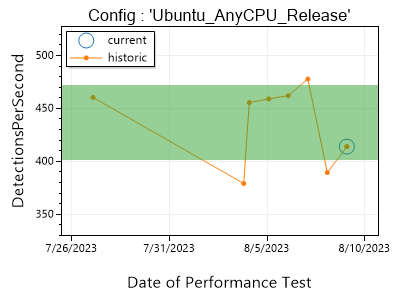 Config : 'Ubuntu_AnyCPU_Release'
current
historic
DetectionsPerSecond
500
450
400
350
7/26/2023 7/31/2023 8/5/2023 8/10/2023
Date of Performance Test